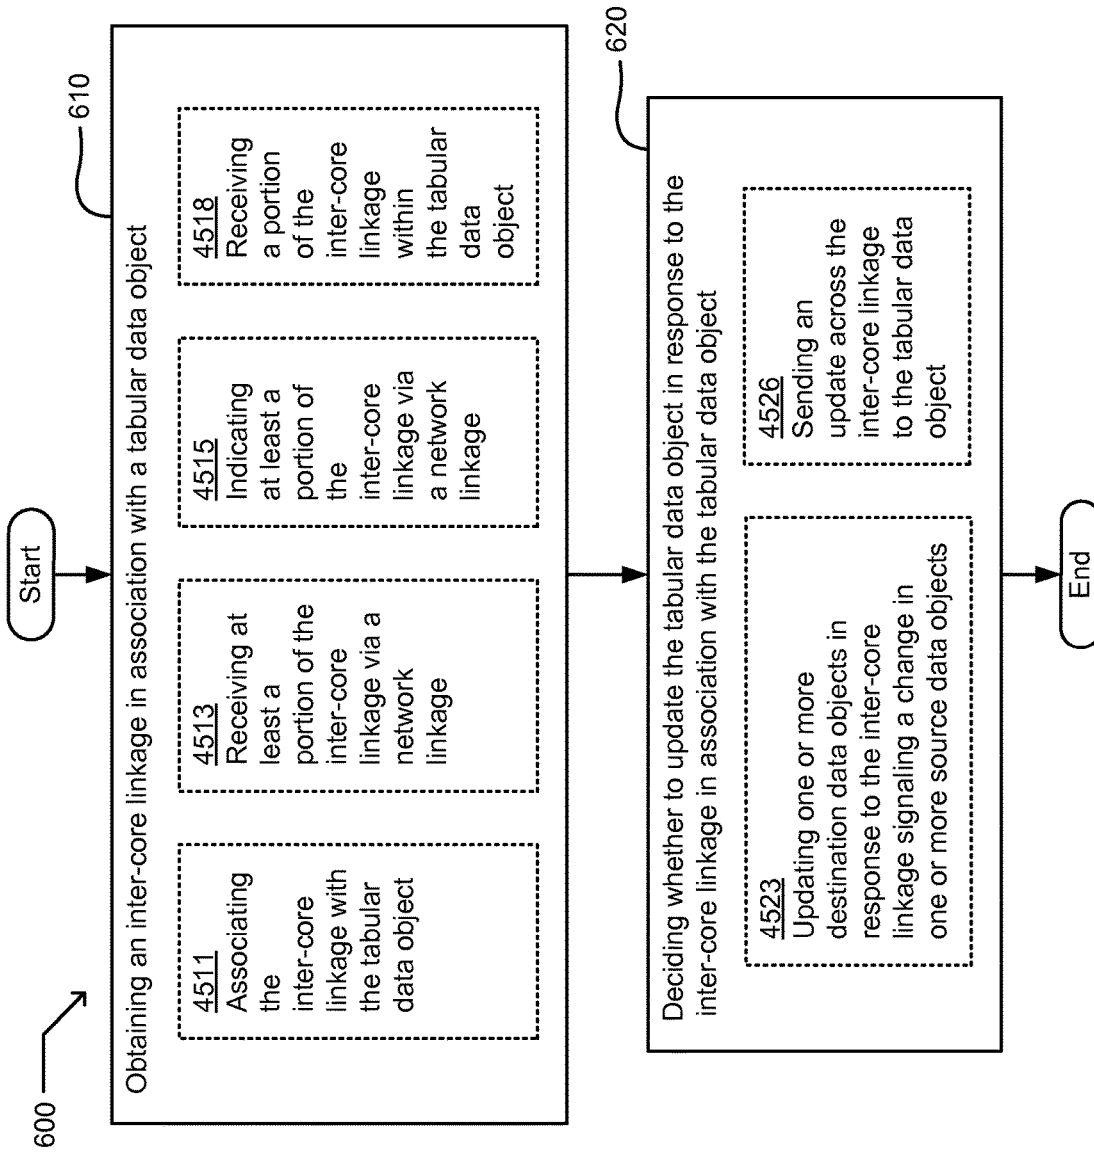 600
Start
610
Obtaining an inter-core linkage in association with a tabular data object
4511
Associating
the
inter-core
linkage with
the tabular
data object
4513
Receiving at
least a
portion of the
inter-core
linkage via a
network
linkage
4515
Indicating
at least a
portion of
the
inter-core
linkage via
a network
linkage
4518
Receiving
a portion
of the
inter-core
linkage
within
the tabular
data
object
620
Deciding whether to update the tabular data object in response to the
inter-core linkage in association with the tabular data object
4523
Updating one or more
destination data objects in
response to the inter-core
linkage signaling a change in
one or more source data objects
4526
Sending an
update across the
inter-core linkage
to the tabular data
object
End